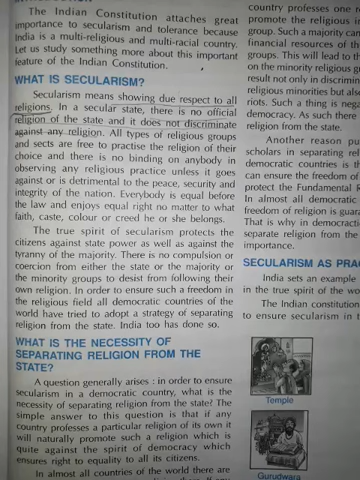 The Indian Constitution attaches great
importance to secularism and tolerance because
India is a multi-religious and multi-racial country.
Let us study something more about this important
feature of the Indian Constitution.
WHAT IS SECULARISM?
Secularism means showing due respect to all
religions. In a secular state, there is no official
religion of the state and it does not discriminate
against any religion. All types of religious groups
and sects are free to practise the religion of their
choice and there is no binding on anybody in
observing any religious practice unless it goes
against or is detrimental to the peace, security and
integrity of the nation. Everybody is equal before
the law and enjoys equal right no matter to what
faith, caste, colour or creed he or she belongs.
The true spirit of secularism protects the
citizens against state power as well as against the
tyranny of the majority. There is no compulsion or
coercion from either the state or the majority or
the minority groups to desist from following their
own religion. In order to ensure such a freedom in
the religious field all democratic countries of the
world have tried to adopt a strategy of separating
religion from the state. India too has done so.
WHAT IS THE NECESSITY OF
SEPARATING RELIGION FROM THE
STATE?
A question generally arises : in order to ensure
secularism in a democratic country, what is the
necessity of separating religion from the state? The
simple answer to this question is that if any
country professes a particular religion of its own it
will naturally promote such a religion which is
quite against the spirit of democracy which
ensures right to equality to all its citizens.
In almost all countries of the world there are
country professes one
promote the religious
group. Such a majority can
financial resources of th
groups. This will lead to th
on the minority religious g
result not only in discrimin
religious minorities but als
riots. Such a thing is nega
democracy. As such there
religion from the state.
Another reason pu
scholars in separating rel
democratic countries is th
can ensure the freedom of
protect the Fundamental R
In almost all democratic
freedom of religion is guara
That is why in democratic
separate religion from the
importance.
SECULARISM AS PRAC
India sets an example
in the true spirit of the wo
The Indian constitution
to ensure secularism in t
Temple
Gurudwara